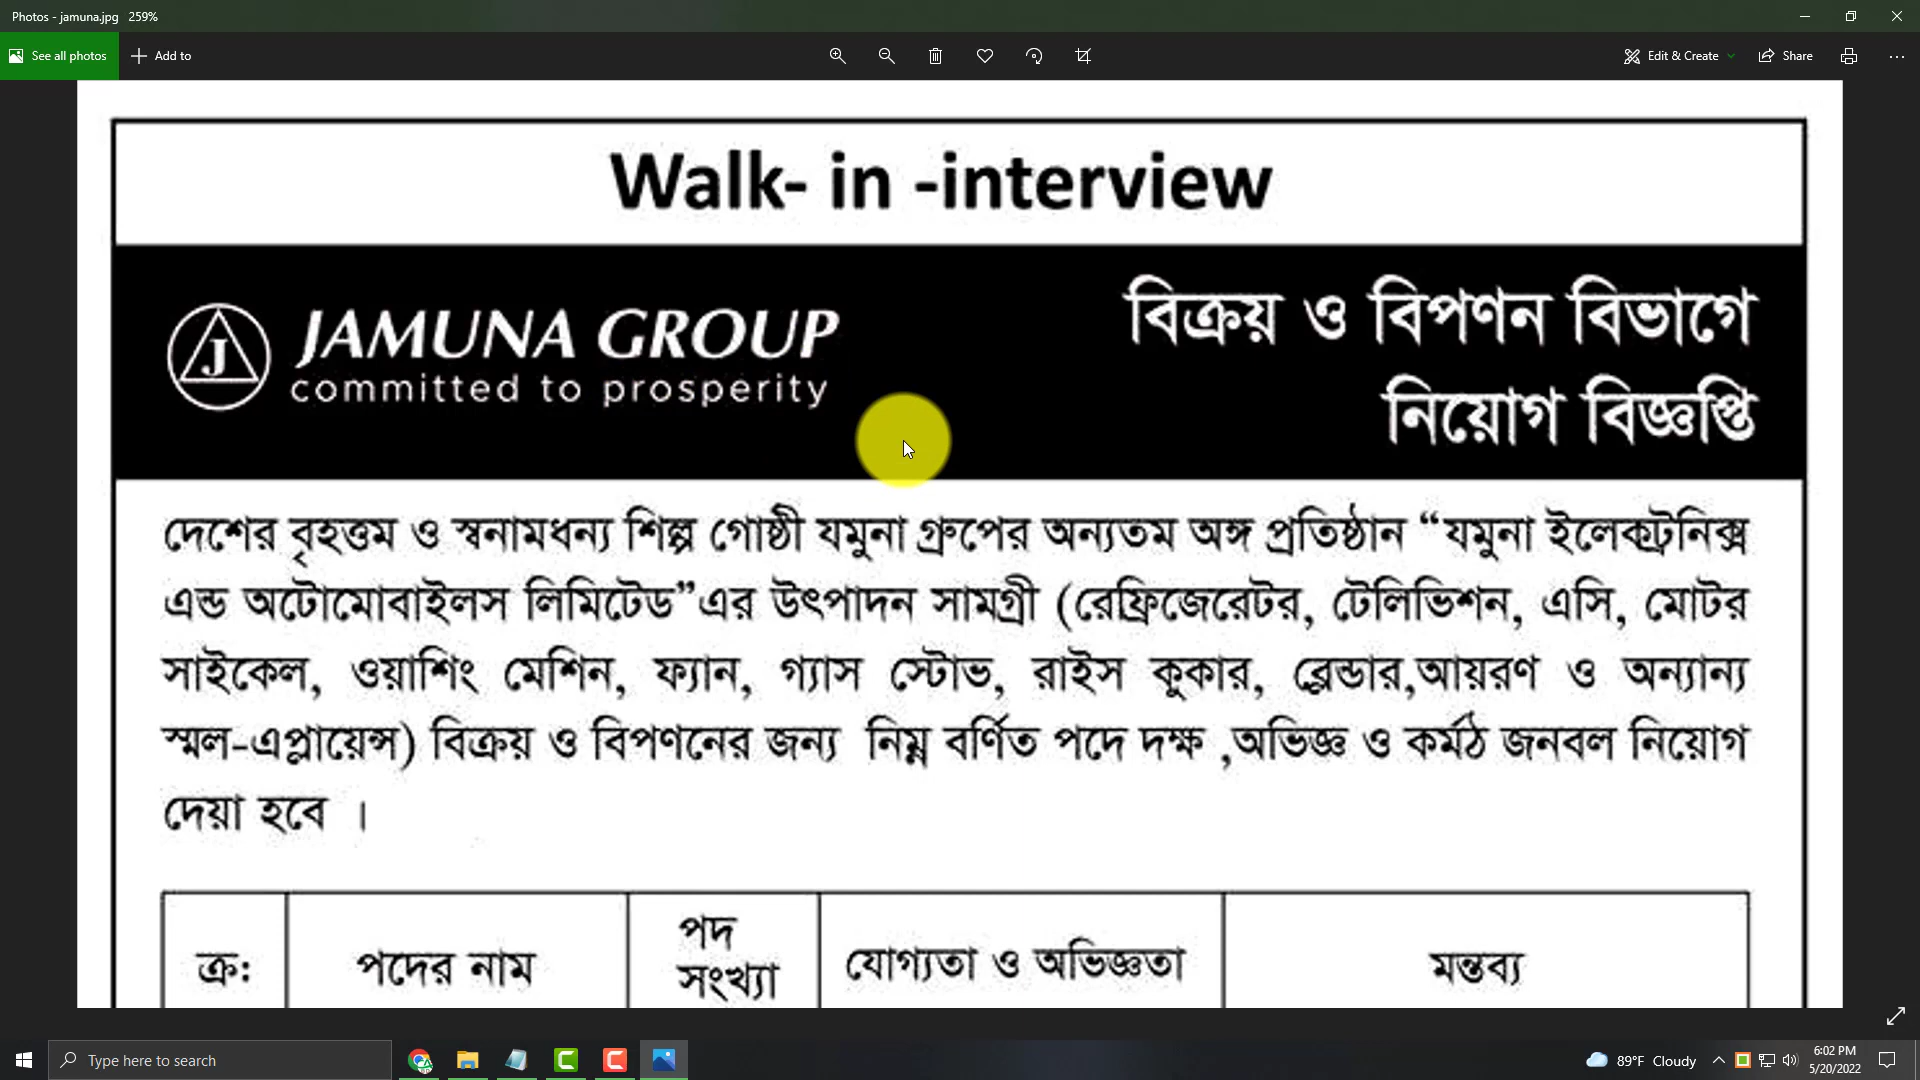 Photos - jamuna.jpg 259%
See all photos
Add to
Edit & Create
Share
Walk- in -interview
JAMUNA GROUP
committed to prosperity
বিক্রয় ও বিপণন বিভাগে
নিয়োগ বিজ্ঞপ্তি
দেশের বৃহত্তম ও স্বনামধন্য শিল্প গোষ্ঠী যমুনা গ্রুপের অন্যতম অঙ্গ প্রতিষ্ঠান “যমুনা ইলেকট্রনিক্স
এন্ড অটোমোবাইলস লিমিটেড”এর উৎপাদন সামগ্রী (রেফ্রিজেরেটর, টেলিভিশন, এসি, মোটর
সাইকেল, ওয়াশিং মেশিন, ফ্যান, গ্যাস স্টোভ, রাইস কুকার, ব্লেন্ডার,আয়রণ ও অন্যান্য
স্মল-এপ্লায়েন্স) বিক্রয় ও বিপণনের জন্য নিম্ন বর্ণিত পদে দক্ষ ,অভিজ্ঞ ও কর্মঠ জনবল নিয়োগ
দেয়া হবে ।
ক্র:
পদের নাম
পদ
সংখ্যা
যোগ্যতা ও অভিজ্ঞতা
মন্তব্য
Type here to search
89°F Cloudy
6:02 PM
5/20/2022